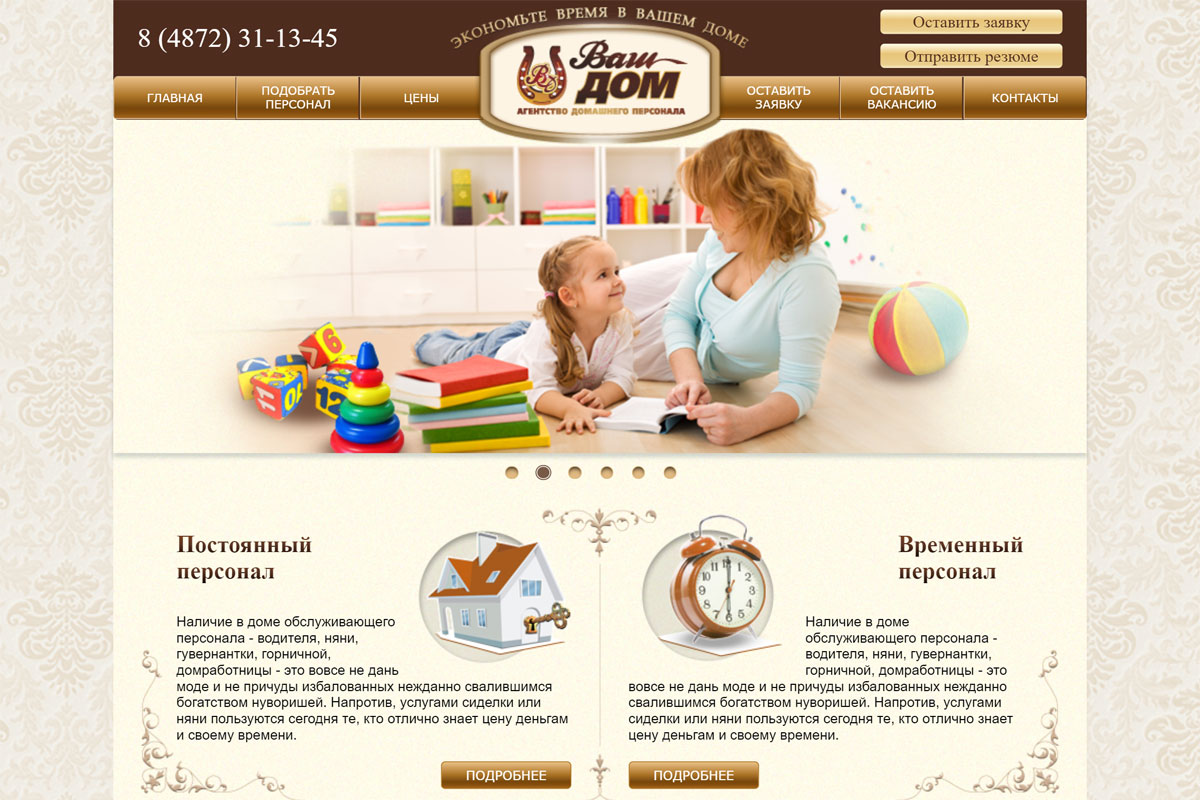 8 (4872) 31-13-45
ЭКОНОМЬТЕ ВРЕМЯ В ВАШЕМ ДОМЕ
Оставить заявку
Отправить резюме
ГЛАВНАЯ
ПОДОБРАТЬ
ПЕРСОНАЛ
ЦЕНЫ
Ваш
ДОМ
АГЕНТСТВО ДОМАШНЕГО ПЕРСОНАЛА
ОСТАВИТЬ
ЗАЯВКУ
ОСТАВИТЬ
ВАКАНСИЮ
КОНТАКТЫ
6
11
01
12
Постоянный
персонал
Наличие в доме обслуживающего
персонала - водителя, няни,
гувернантки, горничной,
домработницы - это вовсе не дань
моде и не причуды избалованных нежданно свалившимся
богатством нуворишей. Напротив, услугами сиделки или
няни пользуются сегодня те, кто отлично знает цену деньгам
и своему времени.
ПОДРОБНЕЕ
Временный
персонал
Наличие в доме
обслуживающего персонала -
водителя, няни, гувернантки,
горничной, домработницы - это
вовсе не дань моде и не причуды избалованных нежданно
свалившимся богатством нуворишей. Напротив, услугами
сиделки или няни пользуются сегодня те, кто отлично знает
цену деньгам и своему времени.
ПОДРОБНЕЕ